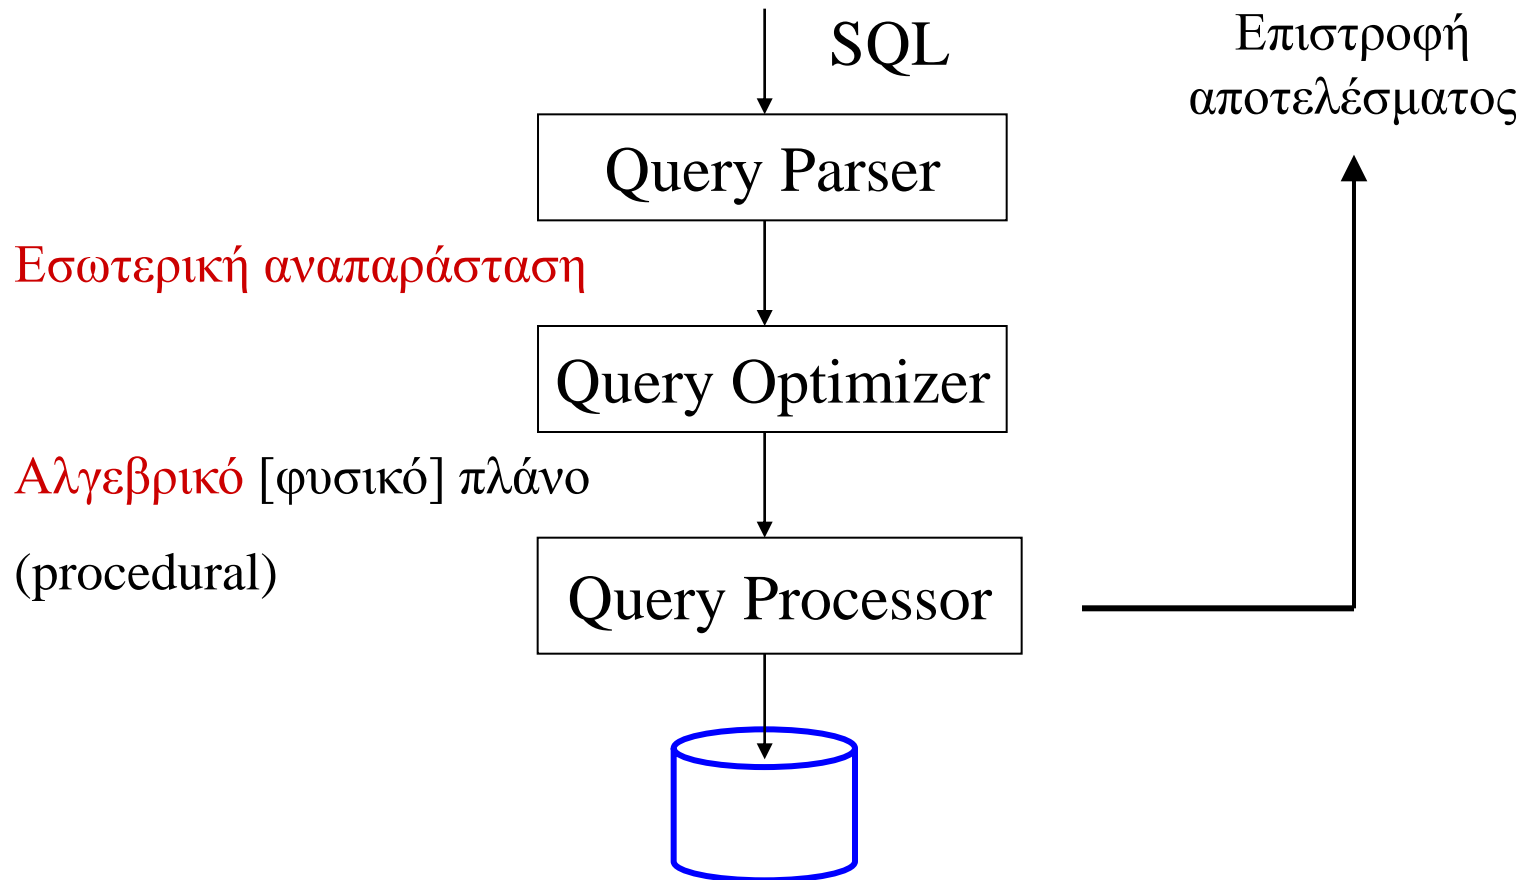 SQL
Επιστροφή
αποτελέσματος
Query Parser
Εσωτερική αναπαράσταση
Query Optimizer
Αλγεβρικό [φυσικό] πλάνο
(procedural)
Query Processor